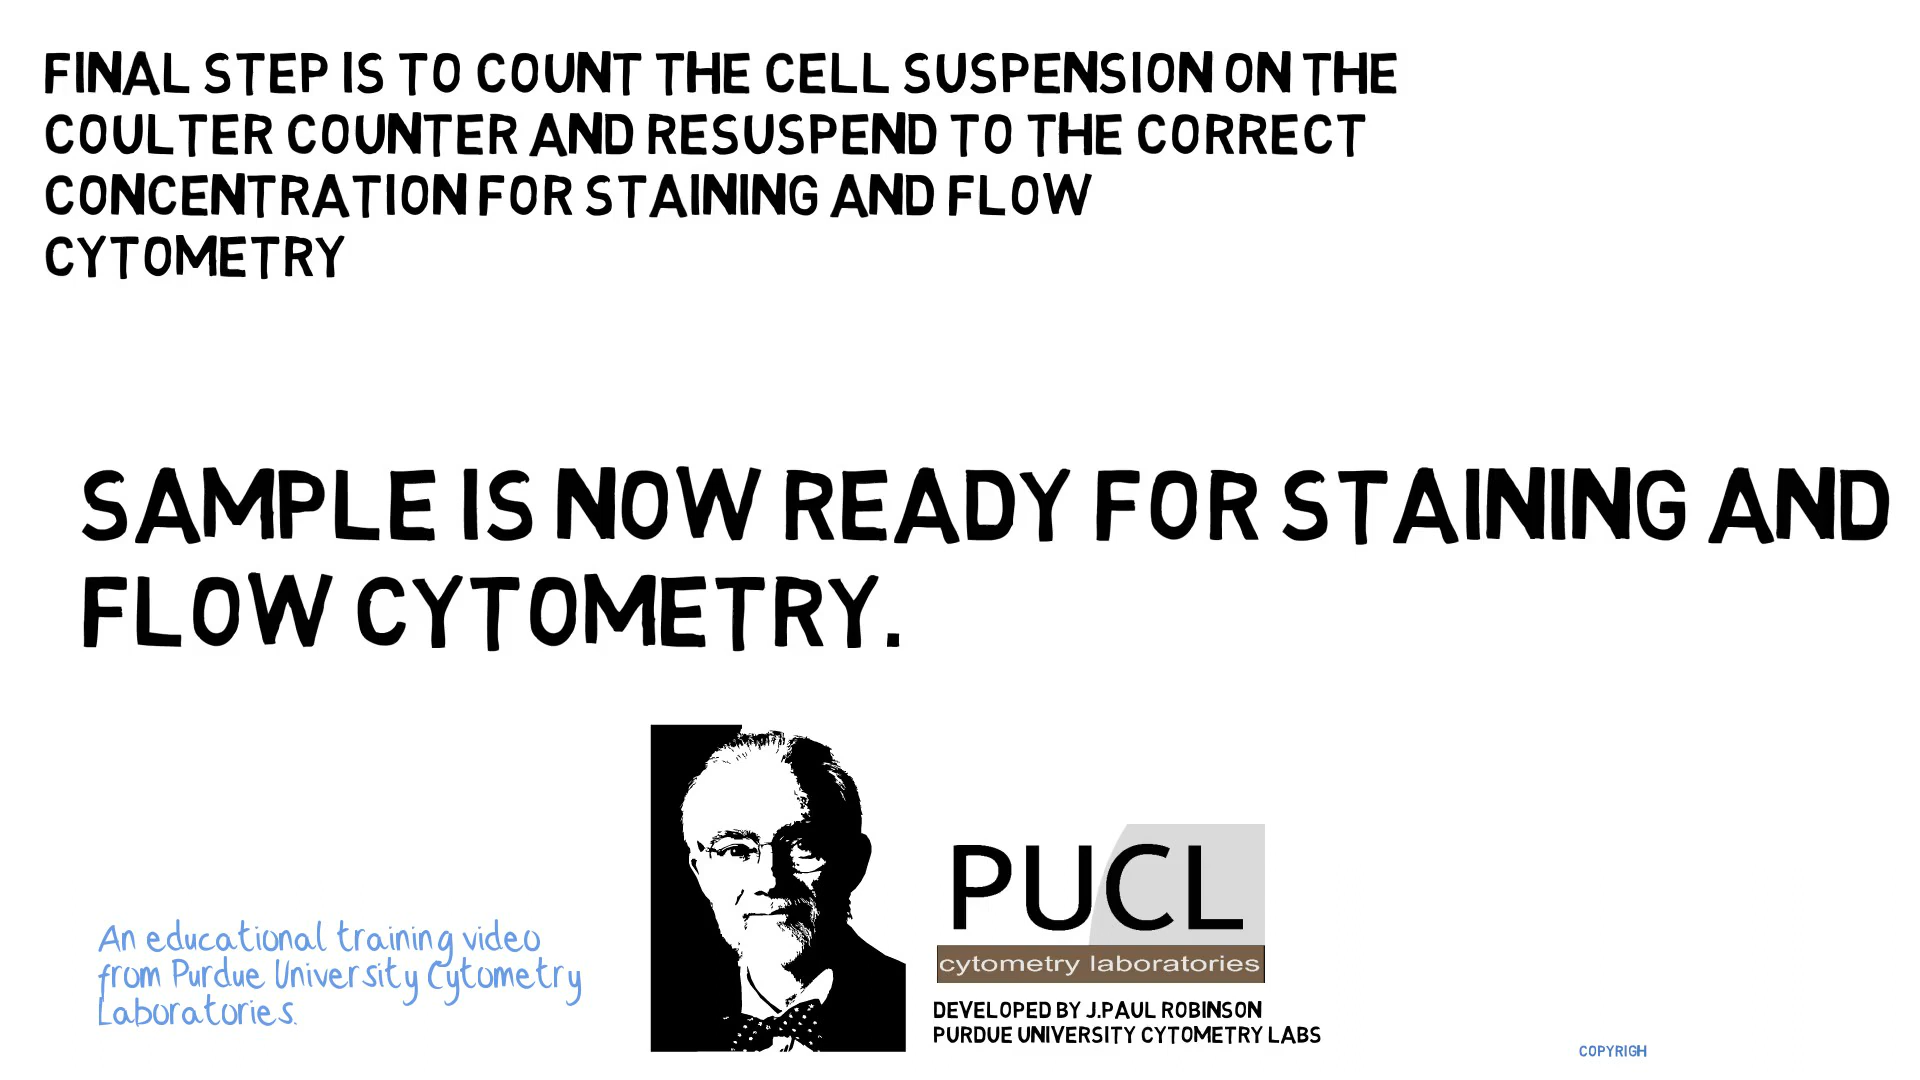 FINAL STEP IS TO COUNT THE CELL SUSPENSION ON THE
COULTER COUNTER AND RESUSPEND TO THE CORRECT
CONCENTRATION FOR STAINING AND FLOW
CYTOMETRY
SAMPLE IS NOW READY FOR STAINING AND
FLOW CYTOMETRY.
An educational training video
from Purdue University Cytometry
Laboratories.
PUCL
cytometry laboratories
DEVELOPED BY J.PAUL ROBINSON
PURDUE UNIVERSITY CYTOMETRY LABS
COPYRIGH